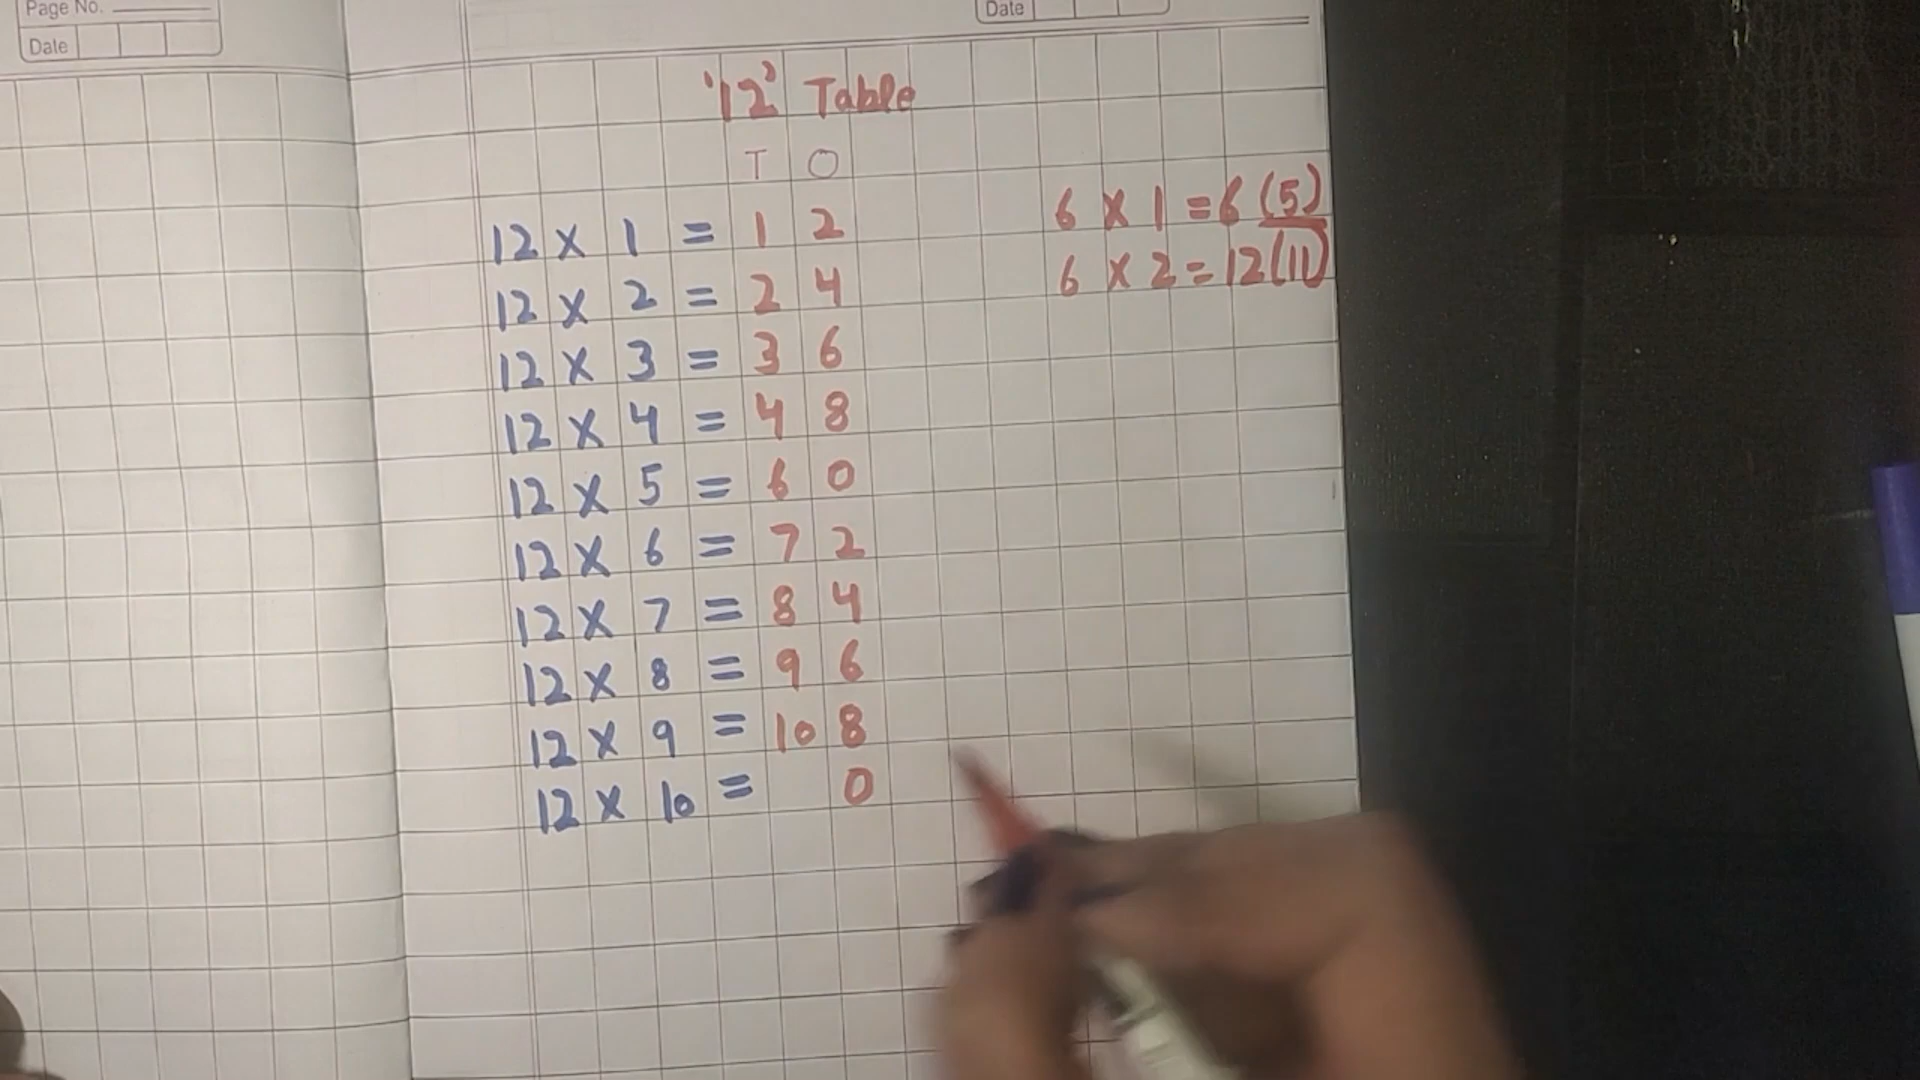 Page No.
Date
Date
'12' Table
T O
12 x 1 = 1 2
12 x 2 = 2 4
12 x 3 = 3 6
12 x 4 = 4 8
12 x 5 = 6 0
12 x 6 = 7 2
12 x 7 = 8 4
12 x 8 = 9 6
12 x 9 = 10 8
12 x 10 = 0
6 x 1 = 6 (5)
6 x 2 = 12 (11)